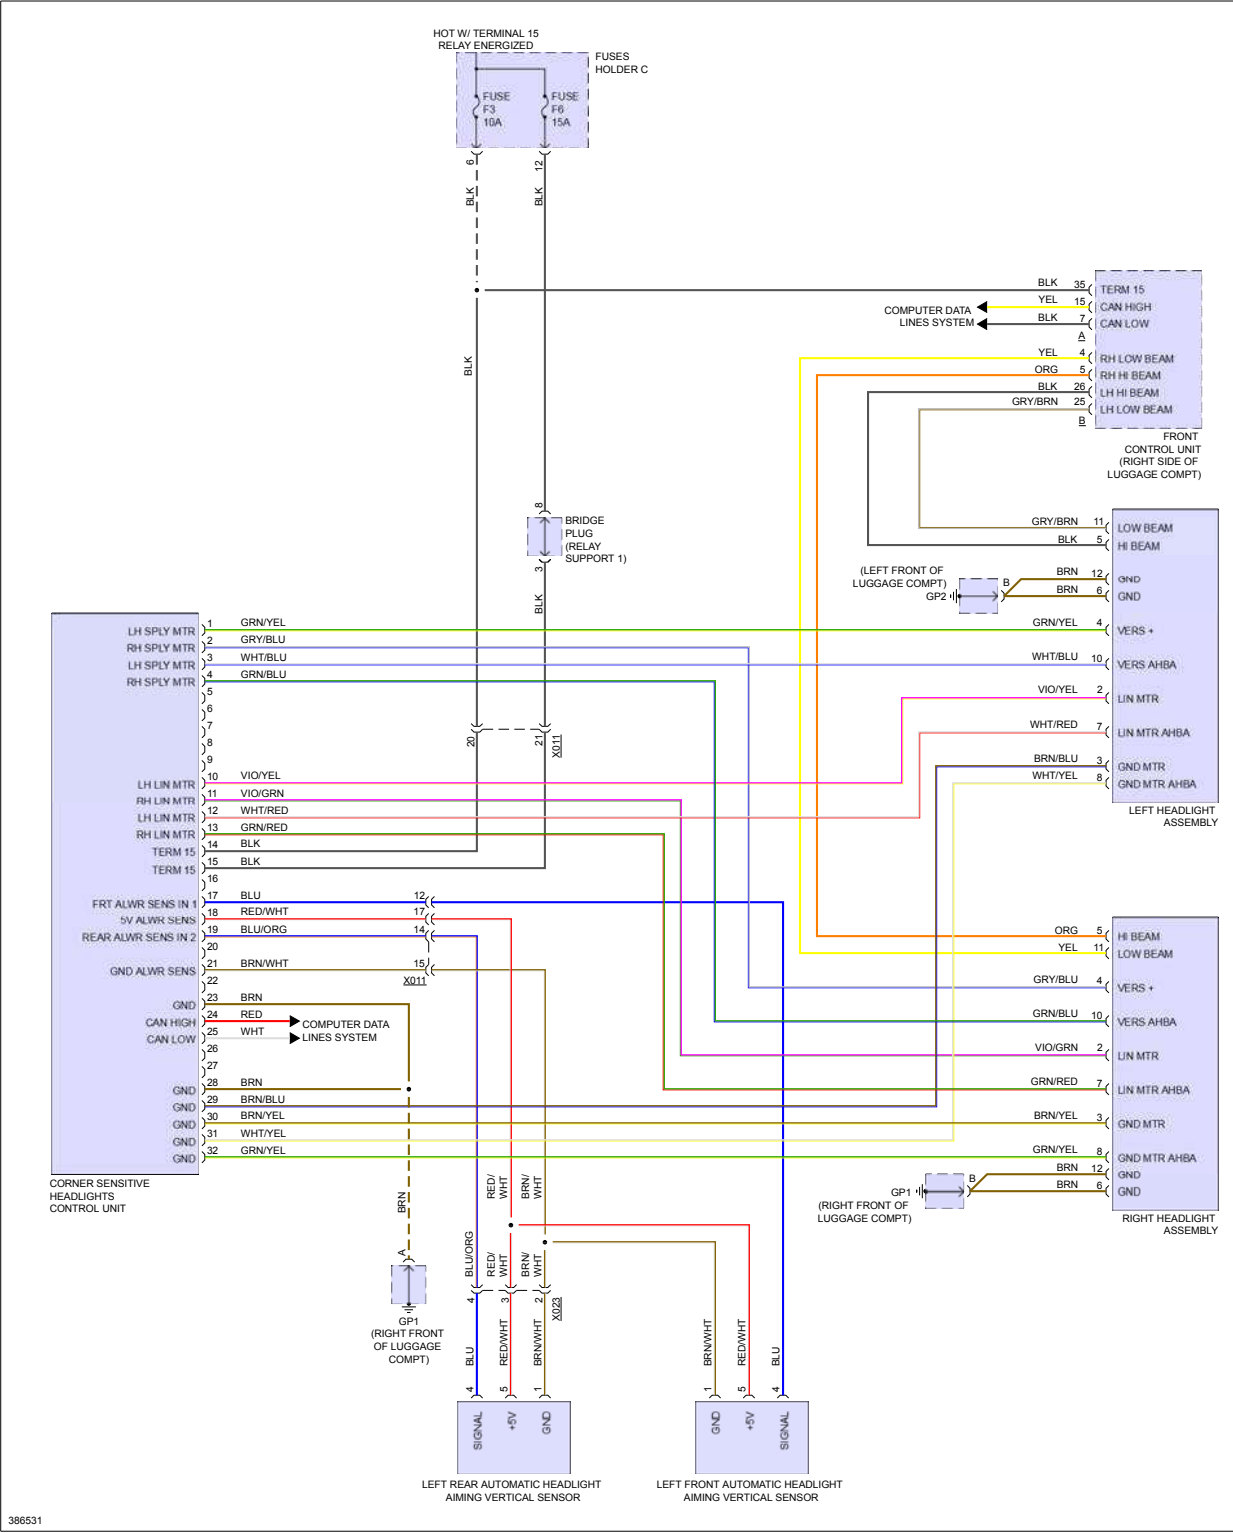 HOT W/ TERMINAL 15
RELAY ENERGIZED
FUSES
HOLDER C
FUSE
F3
10A
FUSE
F6
15A
6
12
BLK
BLK
BLK
BLK 35 TERM 15
YEL 15 CAN HIGH
BLK 7 CAN LOW
COMPUTER DATA
LINES SYSTEM
A
YEL 4 RH LOW BEAM
ORG 5 RH HI BEAM
BLK 26 LH HI BEAM
GRY/BRN 25 LH LOW BEAM
B
FRONT
CONTROL UNIT
(RIGHT SIDE OF
LUGGAGE COMPT)
8
BRIDGE
PLUG
(RELAY
SUPPORT 1)
3
BLK
GRY/BRN 11 LOW BEAM
BLK 5 HI BEAM
(LEFT FRONT OF
LUGGAGE COMPT)
GP2
B
BRN 12 GND
BRN 6 GND
GRN/YEL 4 VERS +
WHT/BLU 10 VERS AHBA
VIO/YEL 2 LIN MTR
WHT/RED 7 LIN MTR AHBA
BRN/BLU 3 GND MTR
WHT/YEL 8 GND MTR AHBA
LEFT HEADLIGHT
ASSEMBLY
20
21
X011
LH SPLY MTR 1 GRN/YEL
RH SPLY MTR 2 GRY/BLU
LH SPLY MTR 3 WHT/BLU
RH SPLY MTR 4 GRN/BLU
5
6
7
8
9
LH LIN MTR 10 VIO/YEL
RH LIN MTR 11 VIO/GRN
LH LIN MTR 12 WHT/RED
RH LIN MTR 13 GRN/RED
TERM 15 14 BLK
TERM 15 15 BLK
16
FRT ALWR SENS IN 1 17 BLU 12
5V ALWR SENS 18 RED/WHT 17
REAR ALWR SENS IN 2 19 BLU/ORG 14
20
GND ALWR SENS 21 BRN/WHT 15
X011
22
GND 23 BRN
CAN HIGH 24 RED
CAN LOW 25 WHT
COMPUTER DATA
LINES SYSTEM
26
27
GND 28 BRN
GND 29 BRN/BLU
GND 30 BRN/YEL
GND 31 WHT/YEL
GND 32 GRN/YEL
CORNER SENSITIVE
HEADLIGHTS
CONTROL UNIT
ORG 5 HI BEAM
YEL 11 LOW BEAM
GRY/BLU 4 VERS +
GRN/BLU 10 VERS AHBA
VIO/GRN 2 LIN MTR
GRN/RED 7 LIN MTR AHBA
BRN/YEL 3 GND MTR
GRN/YEL 8 GND MTR AHBA
BRN 12 GND
BRN 6 GND
B
GP1
(RIGHT FRONT OF
LUGGAGE COMPT)
RIGHT HEADLIGHT
ASSEMBLY
BRN
A
GP1
(RIGHT FRONT
OF LUGGAGE
COMPT)
RED/
WHT
BRN/
WHT
BLU/ORG
RED/
WHT
BRN/
WHT
4
3
2
X023
BLU
RED/WHT
BRN/WHT
4
5
1
SIGNAL
+5V
GND
LEFT REAR AUTOMATIC HEADLIGHT
AIMING VERTICAL SENSOR
BRN/WHT
RED/WHT
BLU
1
5
4
GND
+5V
SIGNAL
LEFT FRONT AUTOMATIC HEADLIGHT
AIMING VERTICAL SENSOR
386531